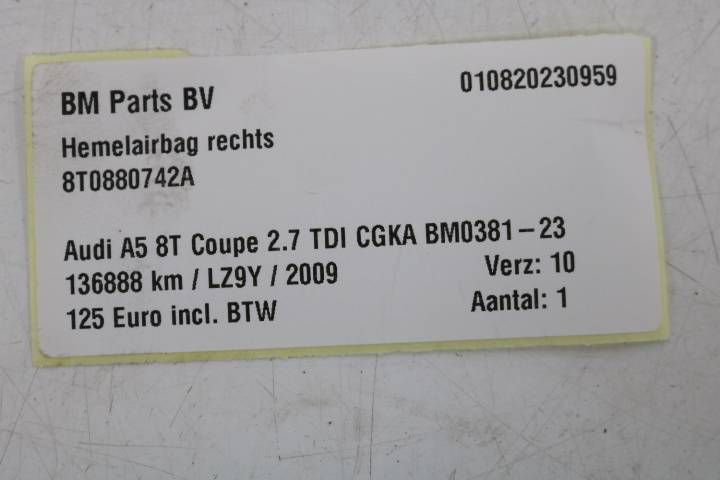 BM Parts BV 010820230959
Hemelairbag rechts
8T0880742A
Audi A5 8T Coupe 2.7 TDI CGKA BM0381-23
136888 km / LZ9Y / 2009 Verz: 10
125 Euro incl. BTW Aantal: 1